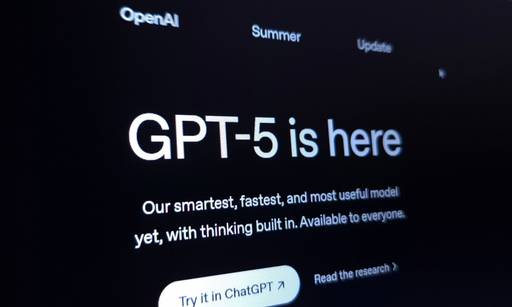 OpenAI
Summer
Update
GPT-5 is here
Our smartest, fastest, and most useful model
yet, with thinking built in. Available to everyone.
Try it in ChatGPT ↗
Read the research >